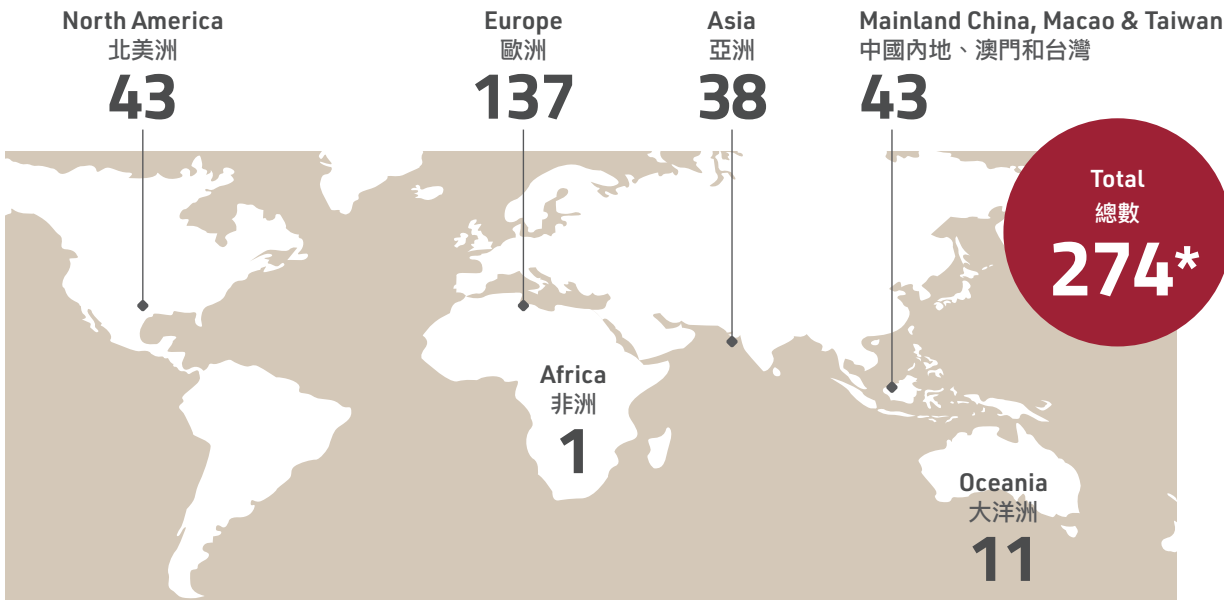 North America
北美洲
43
Europe
歐洲
137
Asia
亞洲
38
Mainland China, Macao & Taiwan
中國內地、澳門和台灣
43
Total
總數
274*
Africa
非洲
1
Oceania
大洋洲
11